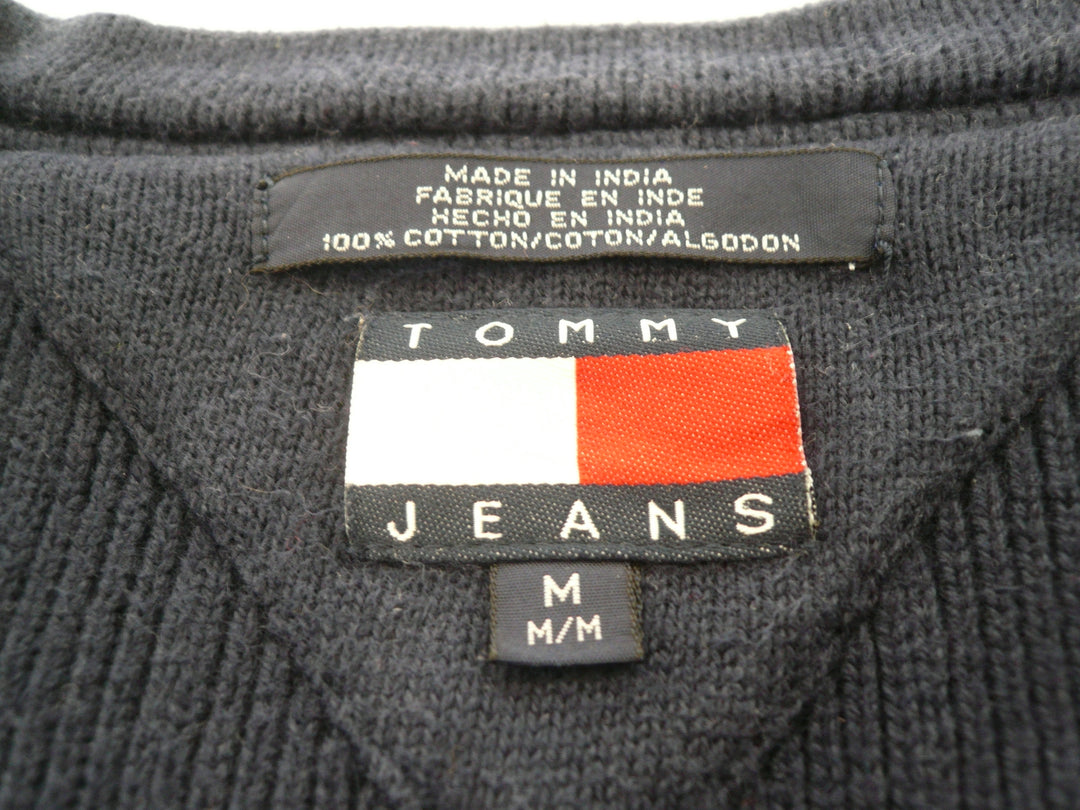 MADE IN INDIA
FABRIQUE EN INDE
HECHO EN INDIA
100% COTTON/COTON/ALGODON
TOMMY
JEANS
M
M/M